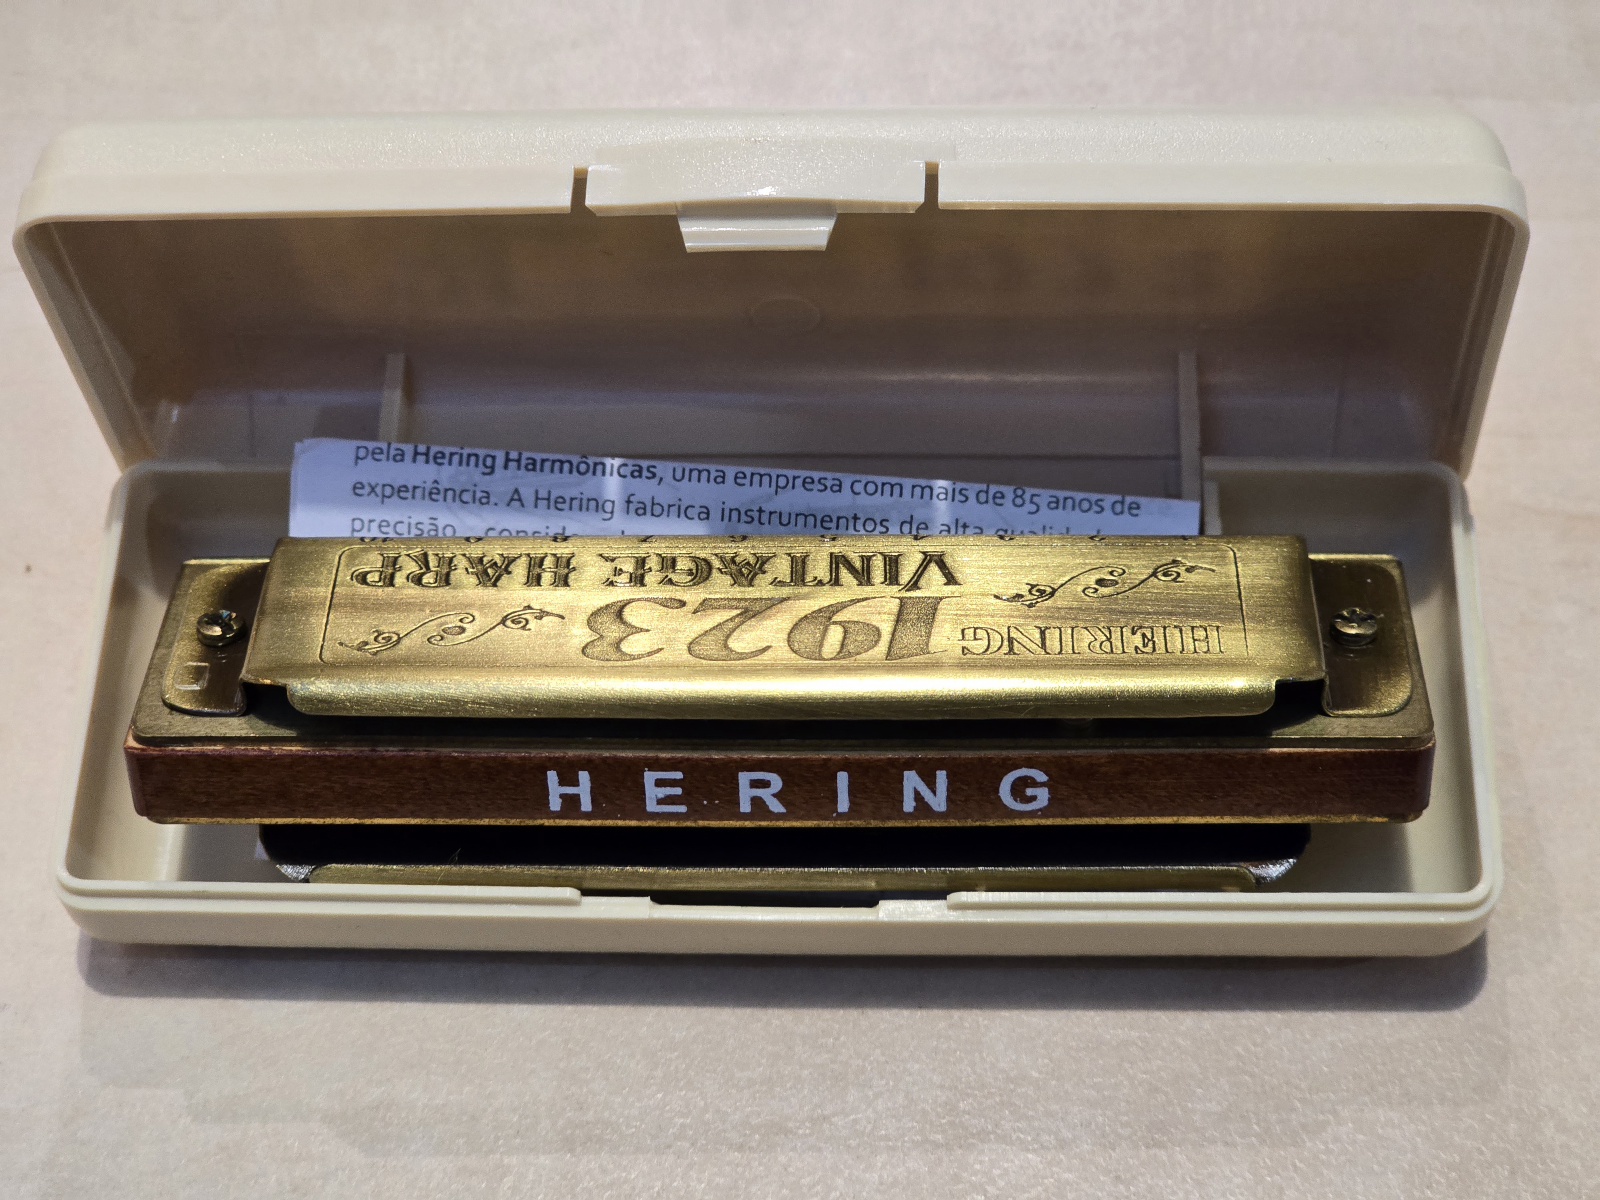 pela Hering Harmônicas, uma empresa com mais de 85 anos de
experiência. A Hering fabrica instrumentos de alta
precisão
HERING
1923
VINTAGE HARP
HERING